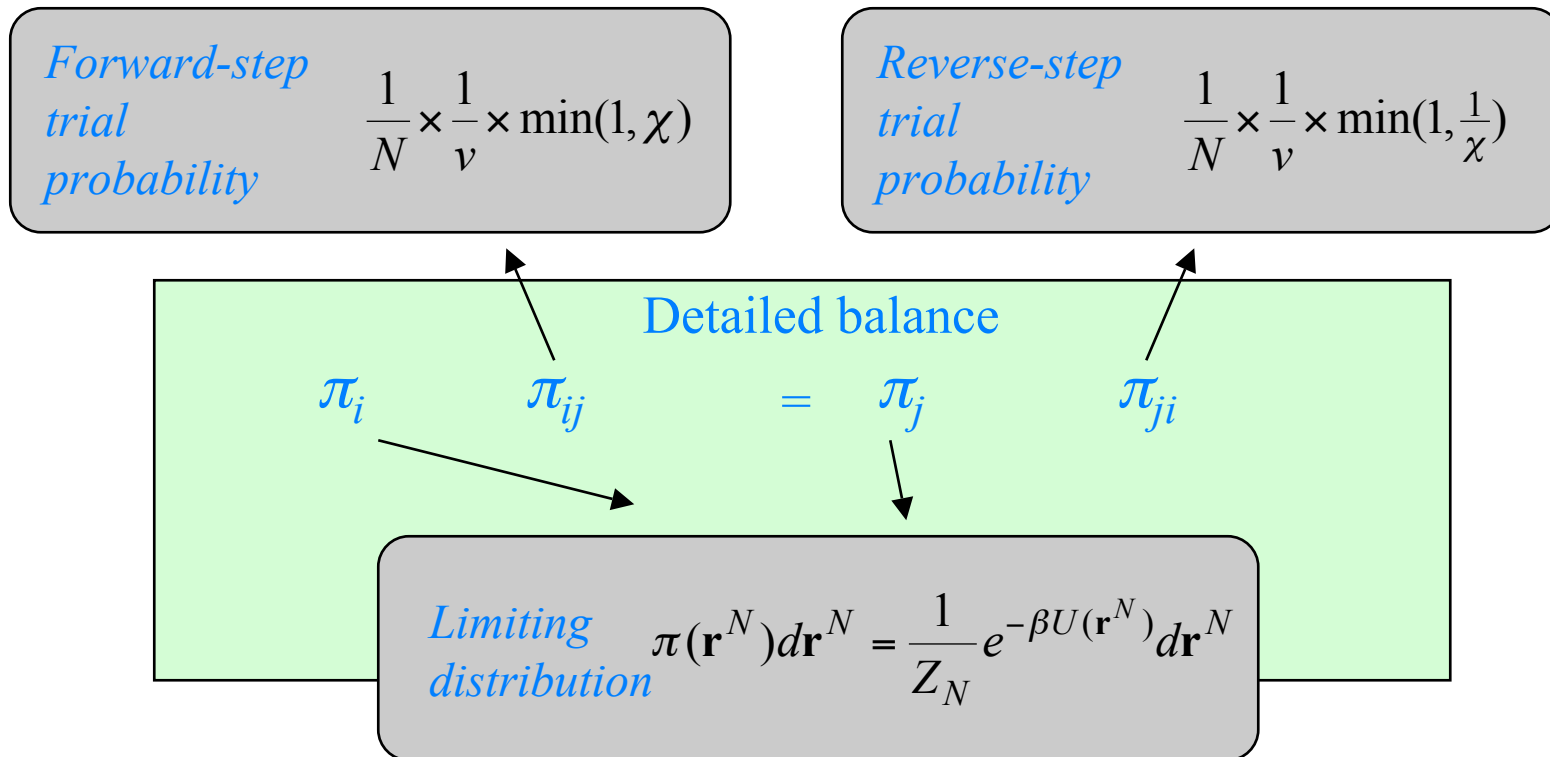 Forward-step
trial
probability
1/N × 1/v × min(1, χ)
Reverse-step
trial
probability
1/N × 1/v × min(1, 1/χ)
Detailed balance
π_i π_ij = π_j π_ji
Limiting
distribution
π(𝐫^N)d𝐫^N = 1/Z_N e^{-βU(𝐫^N)} d𝐫^N